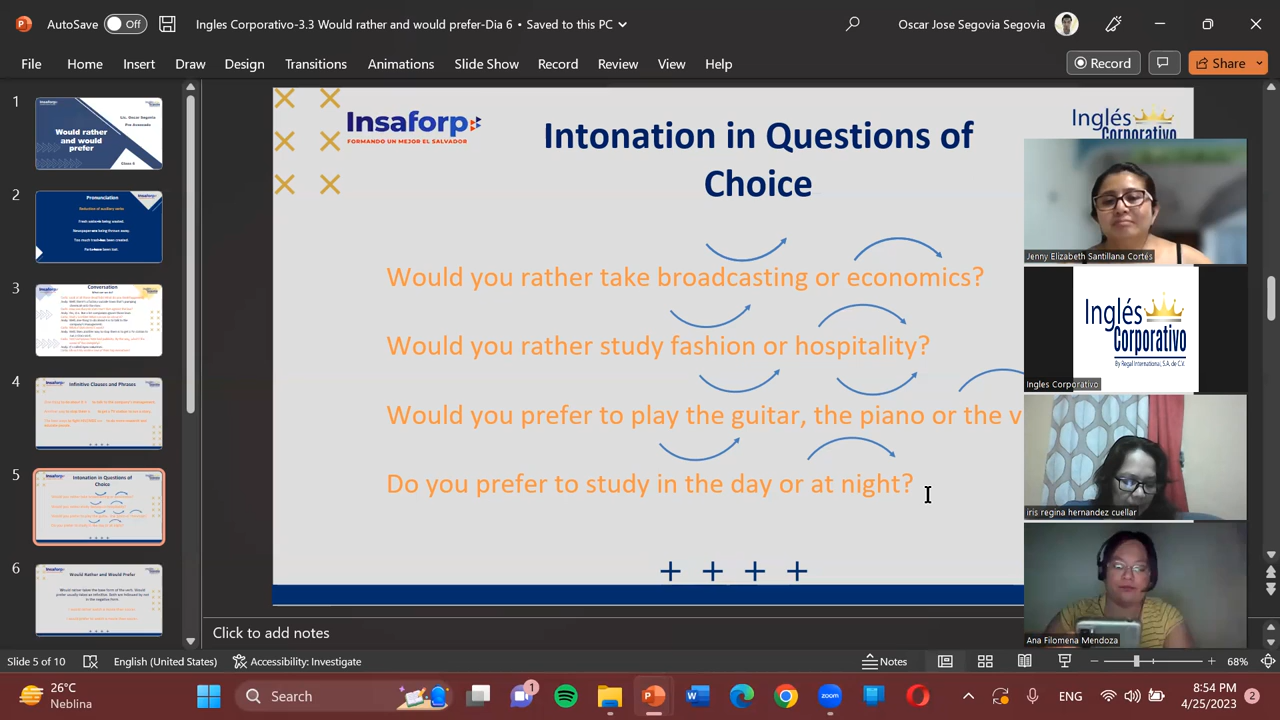 AutoSave Off Ingles Corporativo-3.3 Would rather and would prefer-Dia 6 • Saved to this PC Oscar Jose Segovia Segovia
File Home Insert Draw Design Transitions Animations Slide Show Record Review View Help Record Share
1
Would rather
and would
prefer
2
Pronunciation
3
Conversation
4
Infinitive Clauses and Phrases
5
Intonation in Questions of
Choice
6
Would Rather and Would Prefer
Insaforp
FORMANDO UN MEJOR EL SALVADOR
Intonation in Questions of
Choice
Inglés
Corporativo
Would you rather take broadcasting or economics?
Would you rather study fashion or hospitality?
Would you prefer to play the guitar, the piano or the v
Do you prefer to study in the day or at night?
Jenny Elizabeth Santillana Cortés
Inglés
Corporativo
By Regal International, S.A. de C.V.
Ingles Corporativo
iris regina hernandez cuellar
Ana Filomena Mendoza
Click to add notes
Slide 5 of 10 English (United States) Accessibility: Investigate Notes 68%
26°C
Neblina
Search
1
zoom
ENG
8:54 PM
4/25/2023
2